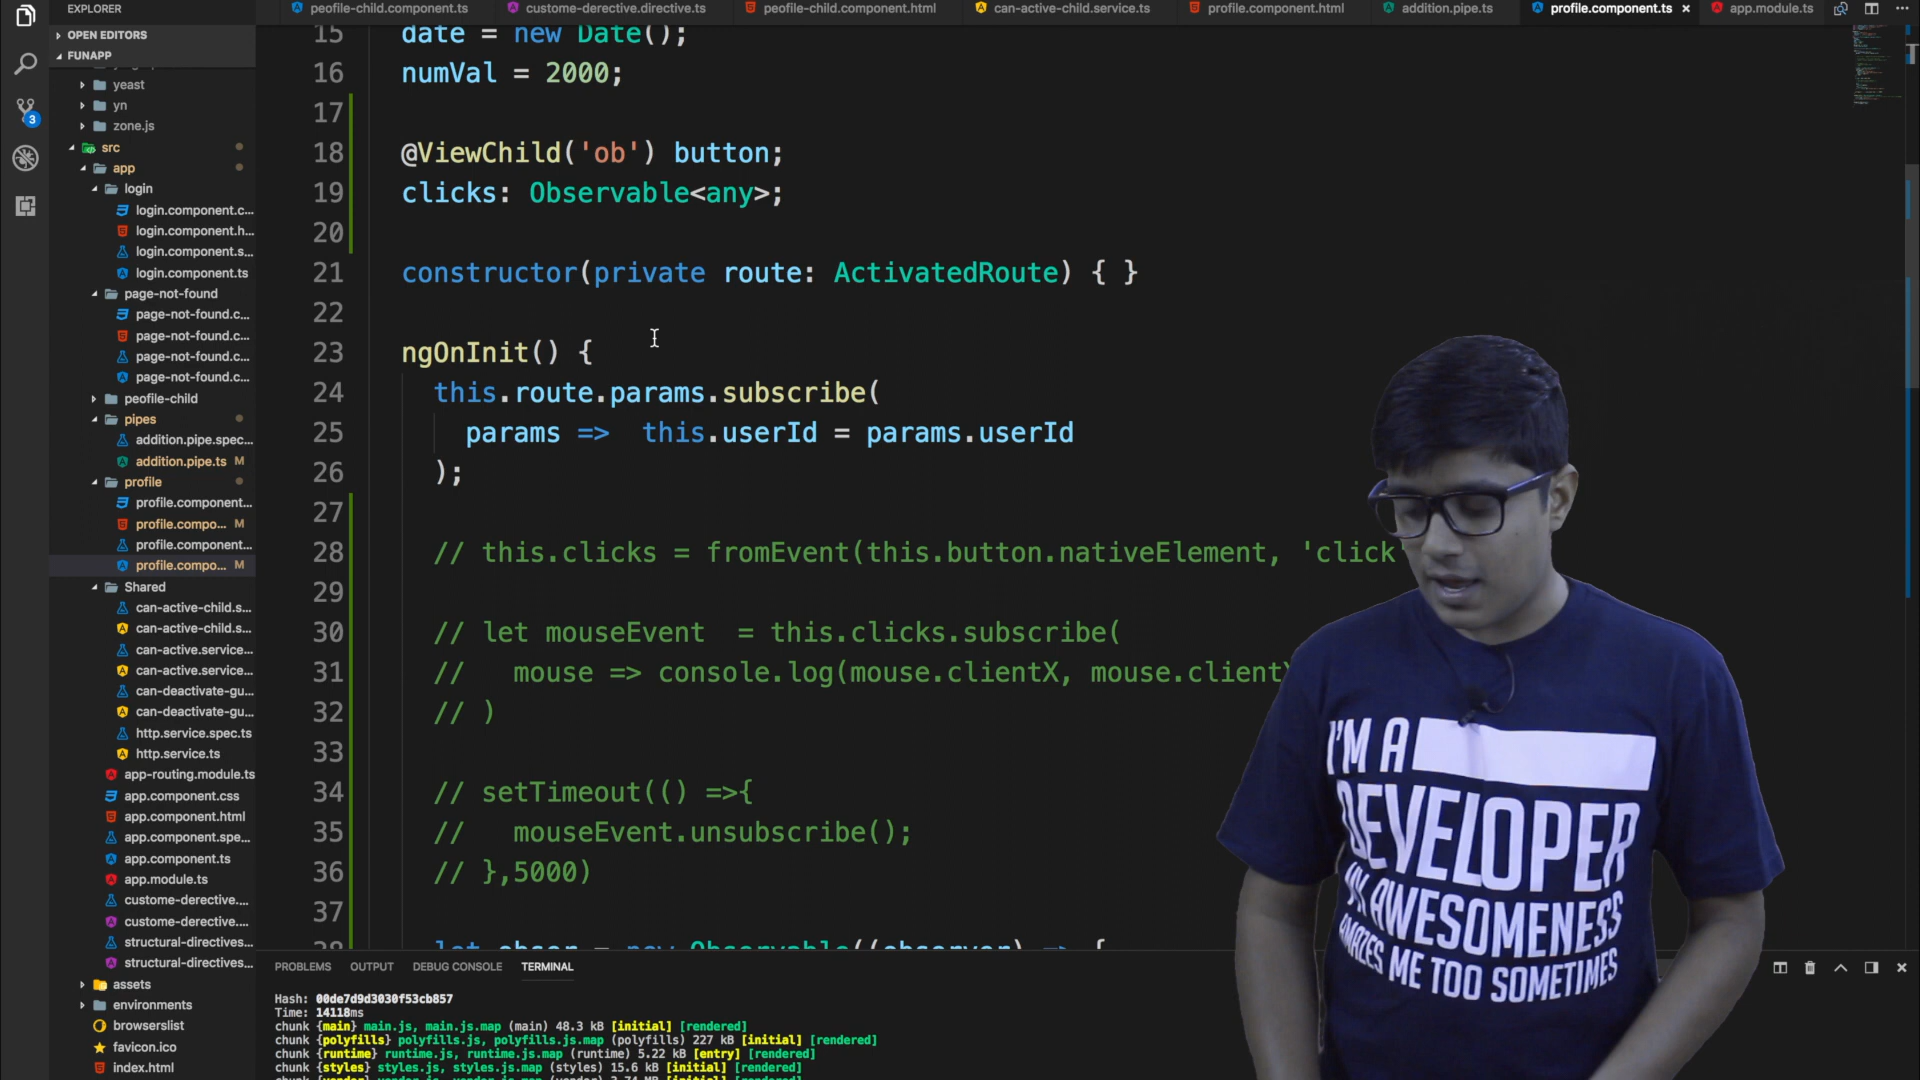 EXPLORER
OPEN EDITORS
FUNAPP
yeast
yn
zone.js
src
app
login
login.component.c...
login.component.h...
login.component.s...
login.component.ts
page-not-found
page-not-found.c...
page-not-found.c...
page-not-found.c...
page-not-found.c...
peofile-child
pipes
addition.pipe.spec...
addition.pipe.ts M
profile
profile.component...
profile.compo... M
profile.component...
profile.compo... M
Shared
can-active-child.s...
can-active-child.s...
can-active.service...
can-active.service...
can-deactivate-gu...
can-deactivate-gu...
http.service.spec.ts
http.service.ts
app-routing.module.ts
app.component.css
app.component.html
app.component.spe...
app.component.ts
app.module.ts
custome-derective....
custome-derective....
structural-directives...
structural-directives...
assets
environments
browserslist
favicon.ico
index.html
3
peofile-child.component.ts
custome-derective.directive.ts
peofile-child.component.html
can-active-child.service.ts
profile.component.html
addition.pipe.ts
profile.component.ts
app.module.ts
15 date = new Date();
16 numVal = 2000;
17
18 @ViewChild('ob') button;
19 clicks: Observable<any>;
20
21 constructor(private route: ActivatedRoute) { }
22
23 ngOnInit() {
24 this.route.params.subscribe(
25 params => this.userId = params.userId
26 );
27
28 // this.clicks = fromEvent(this.button.nativeElement, 'click'
29
30 // let mouseEvent = this.clicks.subscribe(
31 // mouse => console.log(mouse.clientX, mouse.clientY
32 // )
33
34 // setTimeout(() =>{
35 // mouseEvent.unsubscribe();
36 // },5000)
37
38 let obser = new Observable((observer) => {
PROBLEMS OUTPUT DEBUG CONSOLE TERMINAL
Hash: 00de7d9d3030f53cb857
Time: 14118ms
chunk {main} main.js, main.js.map (main) 48.3 kB [initial] [rendered]
chunk {polyfills} polyfills.js, polyfills.js.map (polyfills) 227 kB [initial] [rendered]
chunk {runtime} runtime.js, runtime.js.map (runtime) 5.22 kB [entry] [rendered]
chunk {styles} styles.js, styles.js.map (styles) 15.6 kB [initial] [rendered]
I'M A
DEVELOPER
MY AWESOMENESS
AMAZES ME TOO SOMETIMES